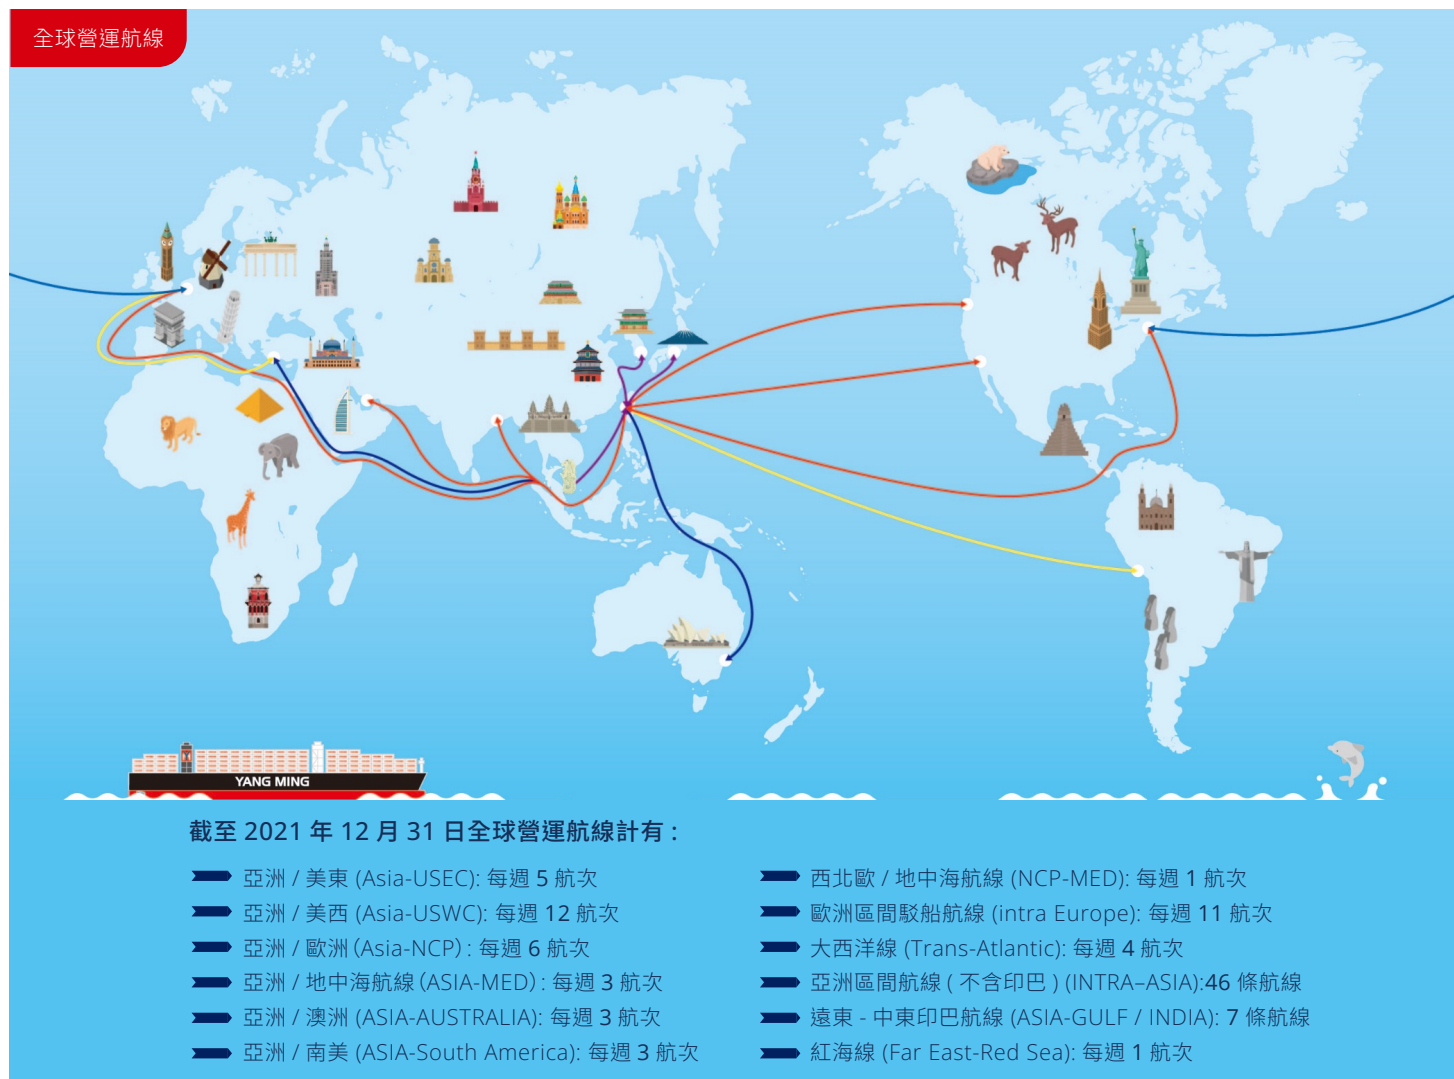 全球營運航線
YANG MING
截至 2021 年 12 月 31 日全球營運航線計有 :
亞洲 / 美東 (Asia-USEC): 每週 5 航次
亞洲 / 美西 (Asia-USWC): 每週 12 航次
亞洲 / 歐洲 (Asia-NCP) : 每週 6 航次
亞洲 / 地中海航線 (ASIA-MED) : 每週 3 航次
亞洲 / 澳洲 (ASIA-AUSTRALIA): 每週 3 航次
亞洲 / 南美 (ASIA-South America): 每週 3 航次
西北歐 / 地中海航線 (NCP-MED): 每週 1 航次
歐洲區間駁船航線 (intra Europe): 每週 11 航次
大西洋線 (Trans-Atlantic): 每週 4 航次
亞洲區間航線 ( 不含印巴 ) (INTRA–ASIA):46 條航線
遠東 - 中東印巴航線 (ASIA-GULF / INDIA): 7 條航線
紅海線 (Far East-Red Sea): 每週 1 航次